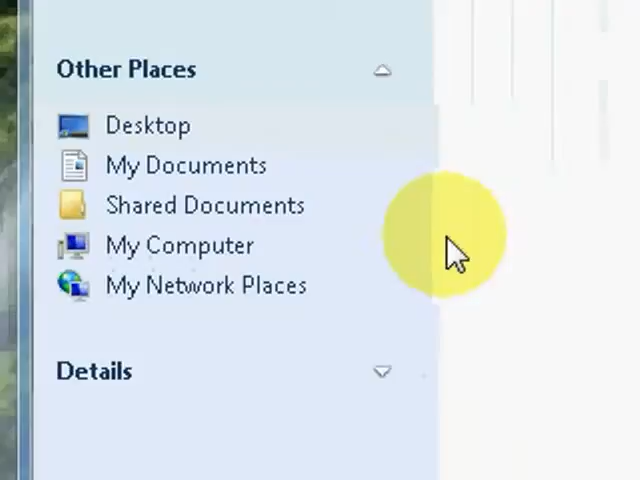 Other Places
Desktop
My Documents
Shared Documents
My Computer
My Network Places
Details